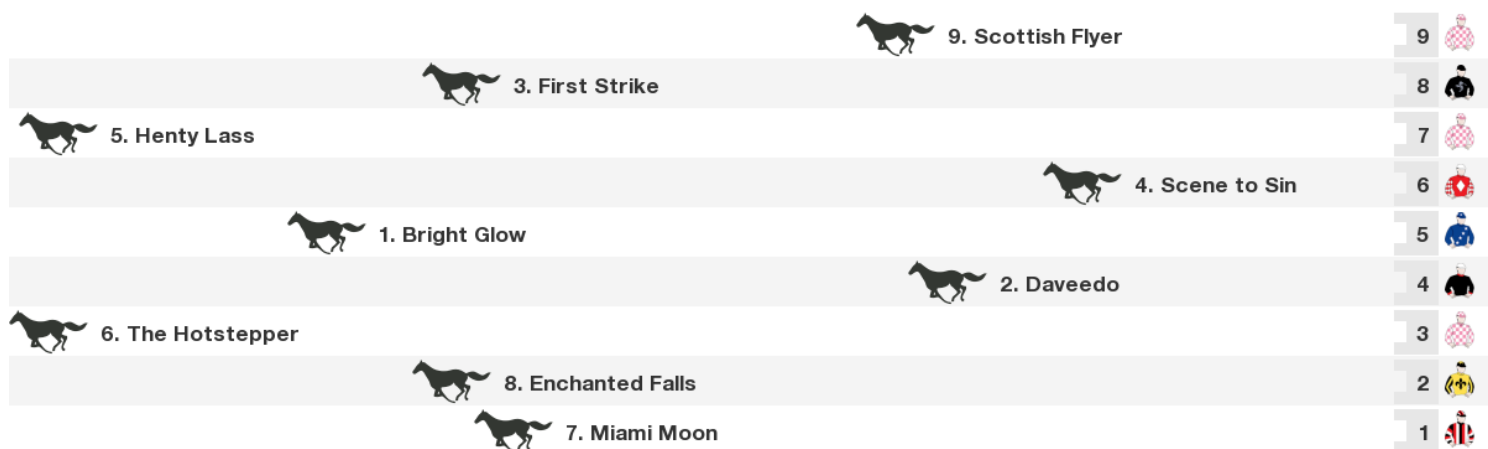 9. Scottish Flyer 9
3. First Strike 8
5. Henty Lass 7
4. Scene to Sin 6
1. Bright Glow 5
2. Daveedo 4
6. The Hotstepper 3
8. Enchanted Falls 2
7. Miami Moon 1